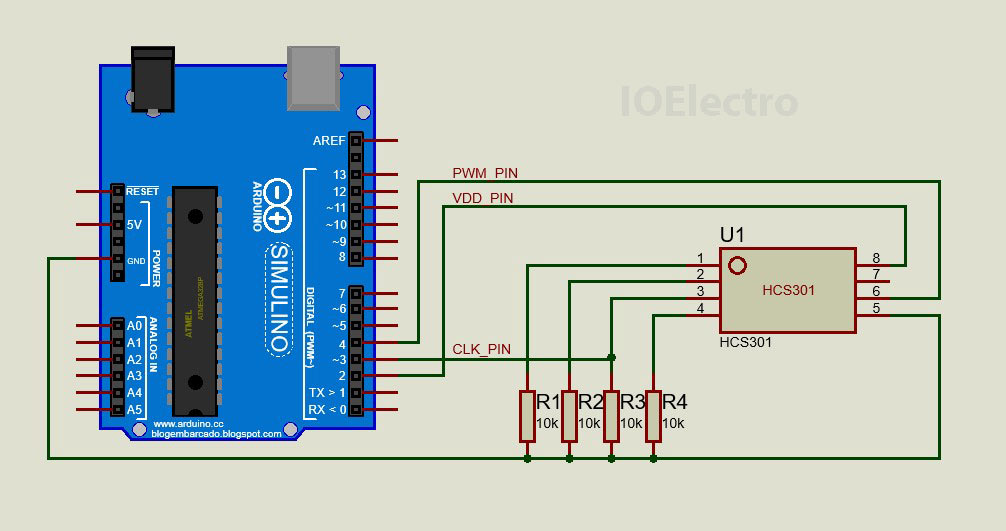 IOElectro
AREF
13
12
~11
~10
~9
8
7
~6
~5
4
~3
2
TX > 1
RX < 0
RESET
5V
GND
POWER
A0
A1
A2
A3
A4
A5
ANALOG IN
ATMEL
ATMEGA328P
ARDUINO
SIMULINO
DIGITAL (PWM~)
www.arduino.cc
blogembarcado.blogspot.com
PWM_PIN
VDD_PIN
CLK_PIN
U1
1
2
3
4
8
7
6
5
HCS301
HCS301
R1
10k
R2
10k
R3
10k
R4
10k